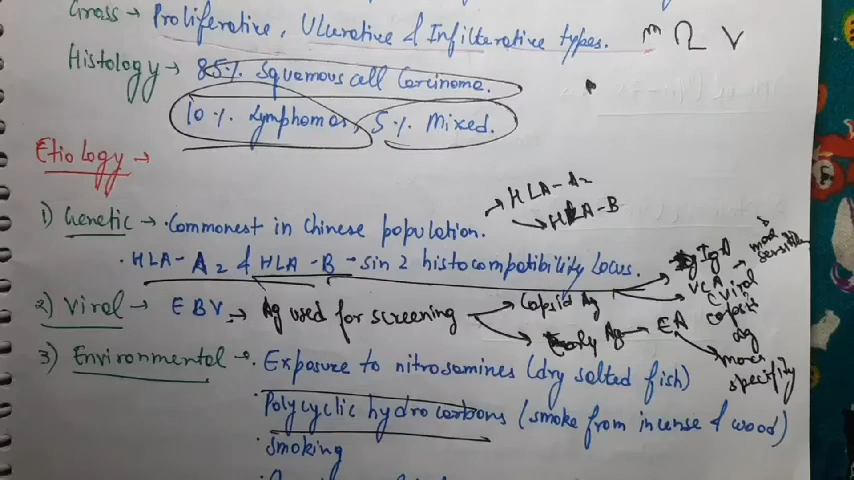 Gross → Proliferative, Ulcerative & Infilterative types.
Histology → 85% Squamous cell Carcinoma.
10% Lymphomas, 5% Mixed.
Etiology →
HLA-A2
HLA-B
1) Genetic → Commonest in Chinese population.
HLA-A2 & HLA-B-sin 2 histocompatibility locus.
IgA → more sensitivity
VCA (viral capsid Ag
2) Viral → EBV → Ag used for screening
Capsid Ag
Early Ag → EA
more specifity
3) Environmental → Exposure to nitrosamines (dry salted fish)
Polycyclic hydrocarbons (smoke from incense & wood)
smoking